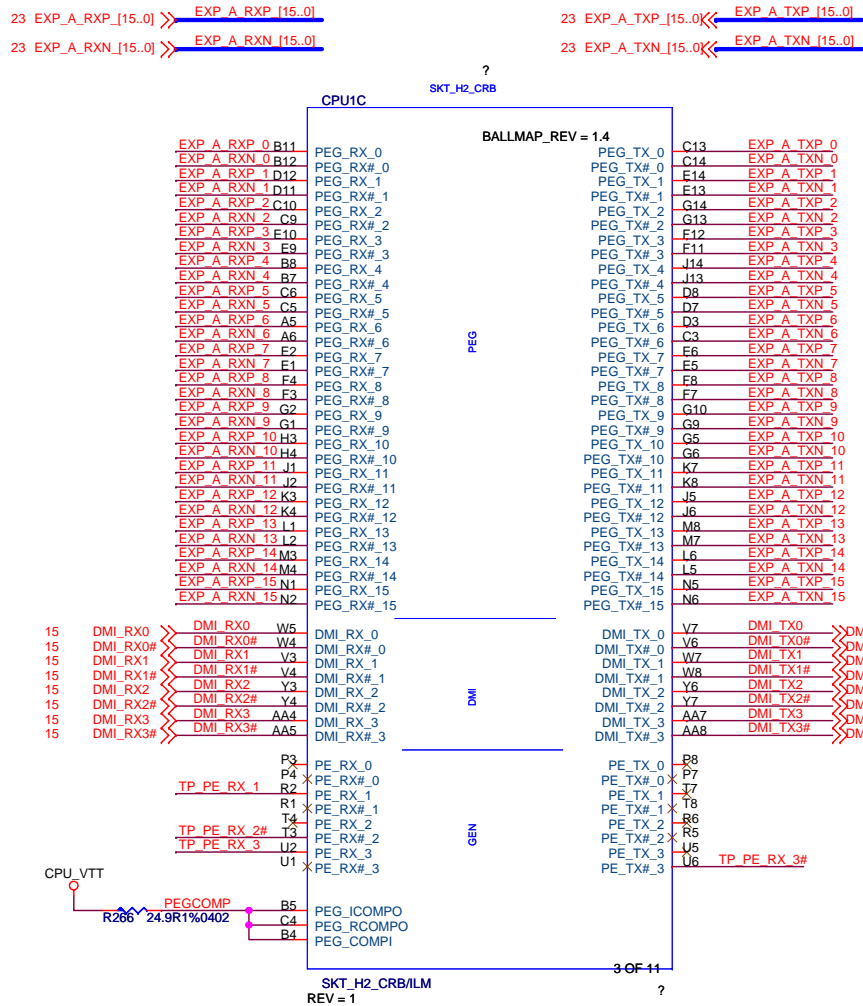 23 EXP_A_RXP_[15..0] EXP_A_RXP_[15..0] 23 EXP_A_TXP_[15..0] EXP_A_TXP_[15..0]
23 EXP_A_RXN_[15..0] EXP_A_RXN_[15..0] 23 EXP_A_TXN_[15..0] EXP_A_TXN_[15..0]
?
SKT_H2_CRB
CPU1C
BALLMAP_REV = 1.4
EXP_A_RXP_0 B11 PEG_RX_0 PEG_TX_0 C13 EXP_A_TXP_0
EXP_A_RXN_0 B12 PEG_RX#_0 PEG_TX#_0 C14 EXP_A_TXN_0
EXP_A_RXP_1 D12 PEG_RX_1 PEG_TX_1 E14 EXP_A_TXP_1
EXP_A_RXN_1 D11 PEG_RX#_1 PEG_TX#_1 E13 EXP_A_TXN_1
EXP_A_RXP_2 C10 PEG_RX_2 PEG_TX_2 G14 EXP_A_TXP_2
EXP_A_RXN_2 C9 PEG_RX#_2 PEG_TX#_2 G13 EXP_A_TXN_2
EXP_A_RXP_3 E10 PEG_RX_3 PEG_TX_3 F12 EXP_A_TXP_3
EXP_A_RXN_3 E9 PEG_RX#_3 PEG_TX#_3 F11 EXP_A_TXN_3
EXP_A_RXP_4 B8 PEG_RX_4 PEG_TX_4 J14 EXP_A_TXP_4
EXP_A_RXN_4 B7 PEG_RX#_4 PEG_TX#_4 J13 EXP_A_TXN_4
EXP_A_RXP_5 C6 PEG_RX_5 PEG_TX_5 D8 EXP_A_TXP_5
EXP_A_RXN_5 C5 PEG_RX#_5 PEG_TX#_5 D7 EXP_A_TXN_5
EXP_A_RXP_6 A5 PEG_RX_6 PEG_TX_6 D3 EXP_A_TXP_6
EXP_A_RXN_6 A6 PEG_RX#_6 PEG_TX#_6 C3 EXP_A_TXN_6
EXP_A_RXP_7 E2 PEG_RX_7 PEG_TX_7 E6 EXP_A_TXP_7
EXP_A_RXN_7 E1 PEG_RX#_7 PEG_TX#_7 E5 EXP_A_TXN_7
EXP_A_RXP_8 F4 PEG_RX_8 PEG_TX_8 F8 EXP_A_TXP_8
EXP_A_RXN_8 F3 PEG_RX#_8 PEG_TX#_8 F7 EXP_A_TXN_8
EXP_A_RXP_9 G2 PEG_RX_9 PEG_TX_9 G10 EXP_A_TXP_9
EXP_A_RXN_9 G1 PEG_RX#_9 PEG_TX#_9 G9 EXP_A_TXN_9
EXP_A_RXP_10 H3 PEG_RX_10 PEG_TX_10 G5 EXP_A_TXP_10
EXP_A_RXN_10 H4 PEG_RX#_10 PEG_TX#_10 G6 EXP_A_TXN_10
EXP_A_RXP_11 J1 PEG_RX_11 PEG_TX_11 K7 EXP_A_TXP_11
EXP_A_RXN_11 J2 PEG_RX#_11 PEG_TX#_11 K8 EXP_A_TXN_11
EXP_A_RXP_12 K3 PEG_RX_12 PEG_TX_12 J5 EXP_A_TXP_12
EXP_A_RXN_12 K4 PEG_RX#_12 PEG_TX#_12 J6 EXP_A_TXN_12
EXP_A_RXP_13 L1 PEG_RX_13 PEG_TX_13 M8 EXP_A_TXP_13
EXP_A_RXN_13 L2 PEG_RX#_13 PEG_TX#_13 M7 EXP_A_TXN_13
EXP_A_RXP_14 M3 PEG_RX_14 PEG_TX_14 L6 EXP_A_TXP_14
EXP_A_RXN_14 M4 PEG_RX#_14 PEG_TX#_14 L5 EXP_A_TXN_14
EXP_A_RXP_15 N1 PEG_RX_15 PEG_TX_15 N5 EXP_A_TXP_15
EXP_A_RXN_15 N2 PEG_RX#_15 PEG_TX#_15 N6 EXP_A_TXN_15
PEG
15 DMI_RX0 DMI_RX0 W5 DMI_RX_0 DMI_TX_0 V7 DMI_TX0 DM
15 DMI_RX0# DMI_RX0# W4 DMI_RX#_0 DMI_TX#_0 V6 DMI_TX0# DM
15 DMI_RX1 DMI_RX1 V3 DMI_RX_1 DMI_TX_1 W7 DMI_TX1 DM
15 DMI_RX1# DMI_RX1# V4 DMI_RX#_1 DMI_TX#_1 W8 DMI_TX1# DM
15 DMI_RX2 DMI_RX2 Y3 DMI_RX_2 DMI_TX_2 Y6 DMI_TX2 DM
15 DMI_RX2# DMI_RX2# Y4 DMI_RX#_2 DMI_TX#_2 Y7 DMI_TX2# DM
15 DMI_RX3 DMI_RX3 AA4 DMI_RX_3 DMI_TX_3 AA7 DMI_TX3 DM
15 DMI_RX3# DMI_RX3# AA5 DMI_RX#_3 DMI_TX#_3 AA8 DMI_TX3# DM
DMI
P3 PE_RX_0 PE_TX_0 P8
P4 PE_RX#_0 PE_TX#_0 P7
TP_PE_RX_1 R2 PE_RX_1 PE_TX_1 T7
R1 PE_RX#_1 PE_TX#_1 T8
T4 PE_RX_2 PE_TX_2 R6
TP_PE_RX_2# T3 PE_RX#_2 PE_TX#_2 R5
TP_PE_RX_3 U2 PE_RX_3 PE_TX_3 U5
U1 PE_RX#_3 PE_TX#_3 U6 TP_PE_RX_3#
GEN
CPU_VTT
PEGCOMP B5 PEG_ICOMPO
R266 24.9R1%0402
C4 PEG_RCOMPO
B4 PEG_COMPI
3 OF 11
SKT_H2_CRB/ILM
REV = 1
?